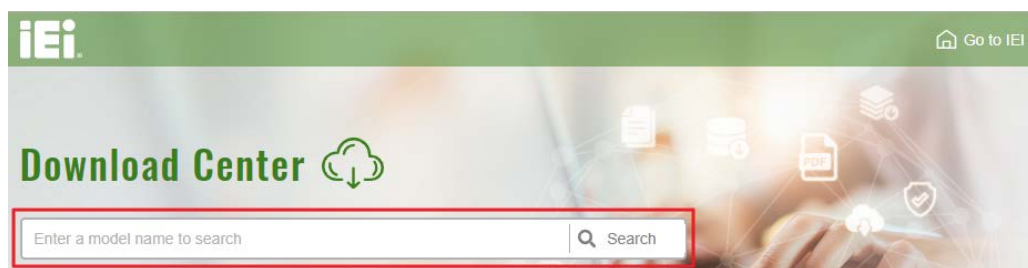 iEi.
Go to IEI
Download Center
PDF
Enter a model name to search
Search